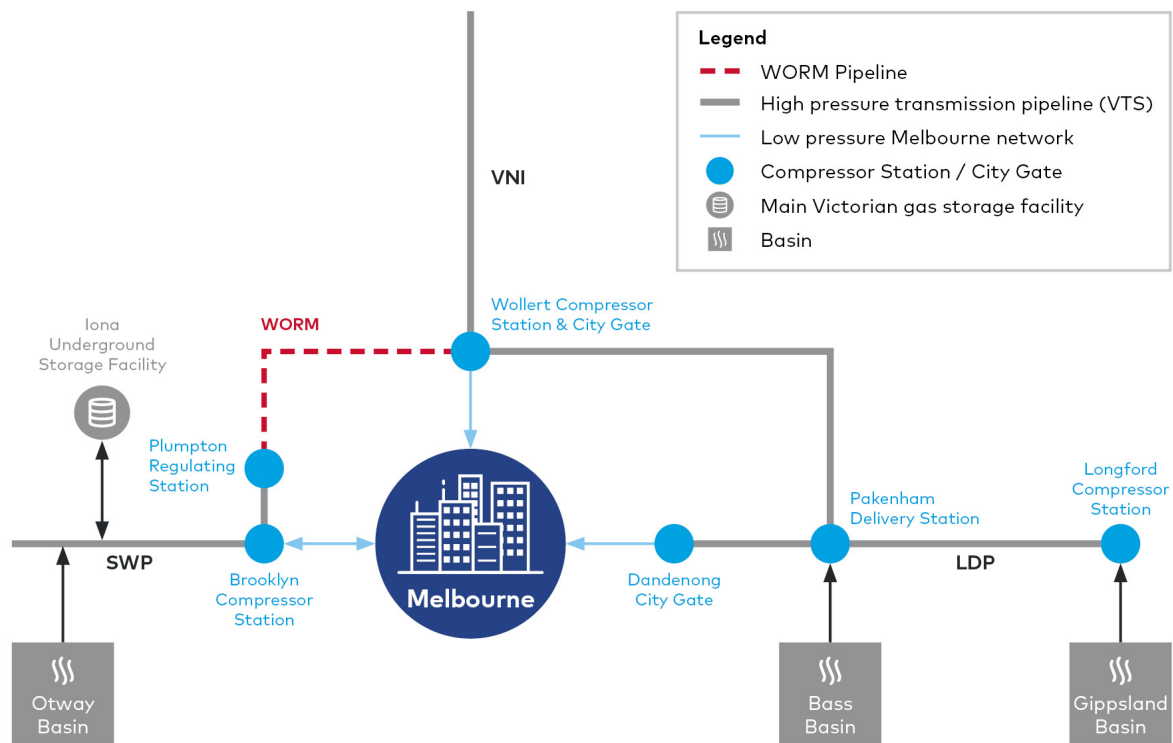 Legend
WORM Pipeline
High pressure transmission pipeline (VTS)
Low pressure Melbourne network
Compressor Station / City Gate
Main Victorian gas storage facility
Basin
VNI
Wollert Compressor
Station & City Gate
WORM
Iona
Underground
Storage Facility
Plumpton
Regulating
Station
Longford
Compressor
Station
Pakenham
Delivery Station
SWP
Brooklyn
Compressor
Station
Melbourne
Dandenong
City Gate
LDP
Otway
Basin
Bass
Basin
Gippsland
Basin